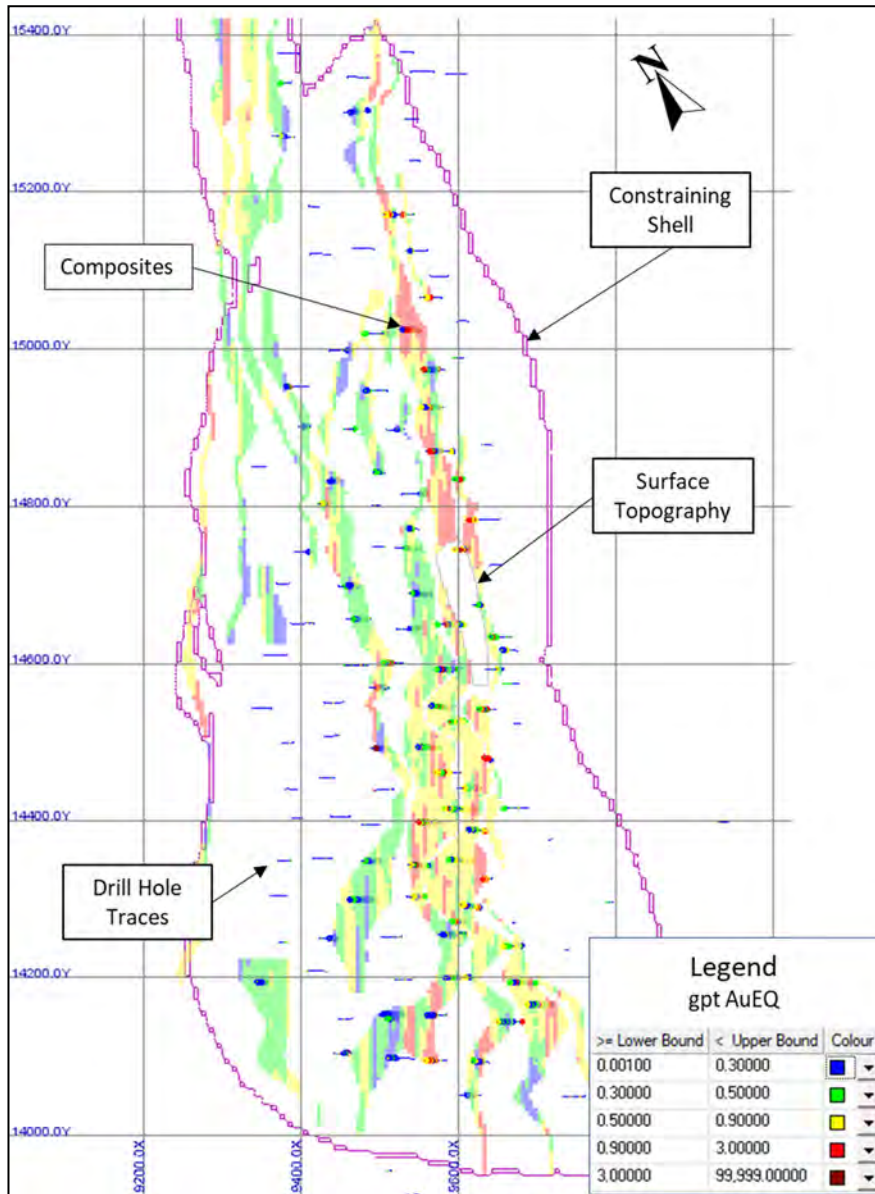 15400.0Y
N
15200.0Y
Constraining
Shell
Composites
15000.0Y
Surface
Topography
14800.0Y
14600.0Y
14400.0Y
Drill Hole
Traces
14200.0Y
Legend
gpt AuEQ
>= Lower Bound < Upper Bound Colour
0.00100 0.30000
0.30000 0.50000
0.50000 0.90000
0.90000 3.00000
3.00000 99,999.00000
14000.0Y
9200.0X
9400.0X
9600.0X